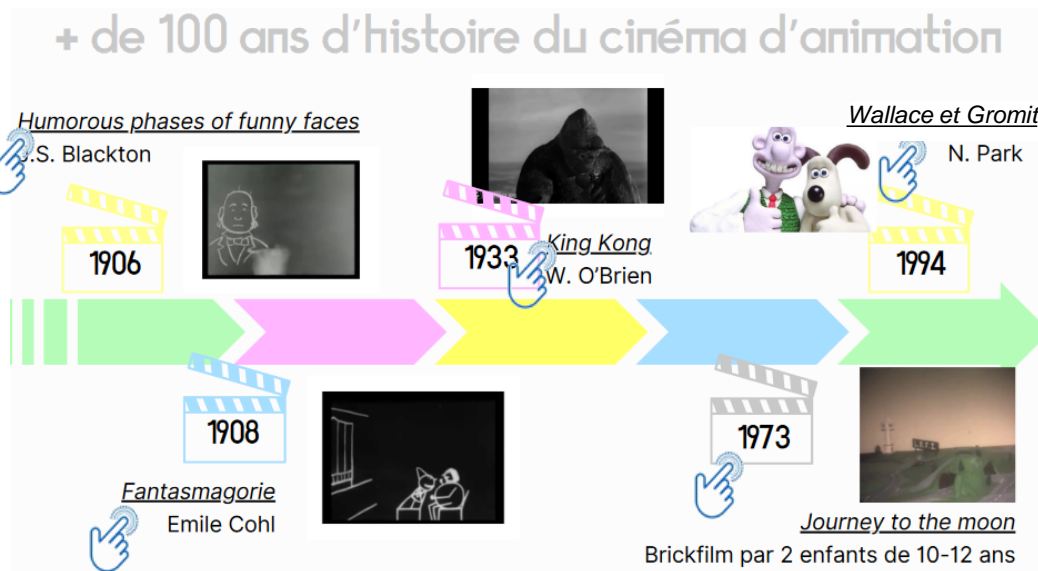 + de 100 ans d'histoire du cinéma d'animation
Humorous phases of funny faces
J.S. Blackton
1906
1933
King Kong
W. O'Brien
Wallace et Gromit
N. Park
1994
1908
Fantasmagorie
Emile Cohl
1973
Journey to the moon
Brickfilm par 2 enfants de 10-12 ans